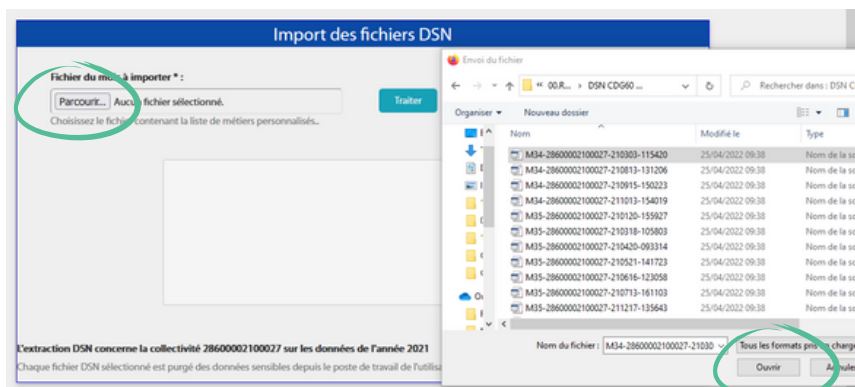 Import des fichiers DSN
Fichier du mois à importer * :
Parcourir... Aucun fichier sélectionné.
Traiter
Choisissez le fichier contenant la liste de métiers personnalisés..
L'extraction DSN concerne la collectivité 28600002100027 sur les données de l'année 2021
Chaque fichier DSN sélectionné est purgé des données sensibles depuis le poste de travail de l'utilisa
Envoi du fichier
« 00.R... > DSN CDG60 ...
Rechercher dans : DSN C
Organiser
Nouveau dossier
Nom Modifié le Type
M34-28600002100027-210303-115420 25/04/2022 09:38 Nom de la so
M34-28600002100027-210813-131206 25/04/2022 09:38 Nom de la so
M34-28600002100027-210915-150223 25/04/2022 09:38 Nom de la so
M34-28600002100027-211013-154019 25/04/2022 09:38 Nom de la so
M35-28600002100027-210120-155927 25/04/2022 09:38 Nom de la so
M35-28600002100027-210318-105803 25/04/2022 09:38 Nom de la so
M35-28600002100027-210420-093314 25/04/2022 09:38 Nom de la so
M35-28600002100027-210521-141723 25/04/2022 09:38 Nom de la so
M35-28600002100027-210616-123058 25/04/2022 09:38 Nom de la so
M35-28600002100027-210713-161103 25/04/2022 09:38 Nom de la so
M35-28600002100027-211217-135643 25/04/2022 09:38 Nom de la so
Nom du fichier : M34-28600002100027-21030
Tous les formats pris en charge
Ouvrir
Annuler